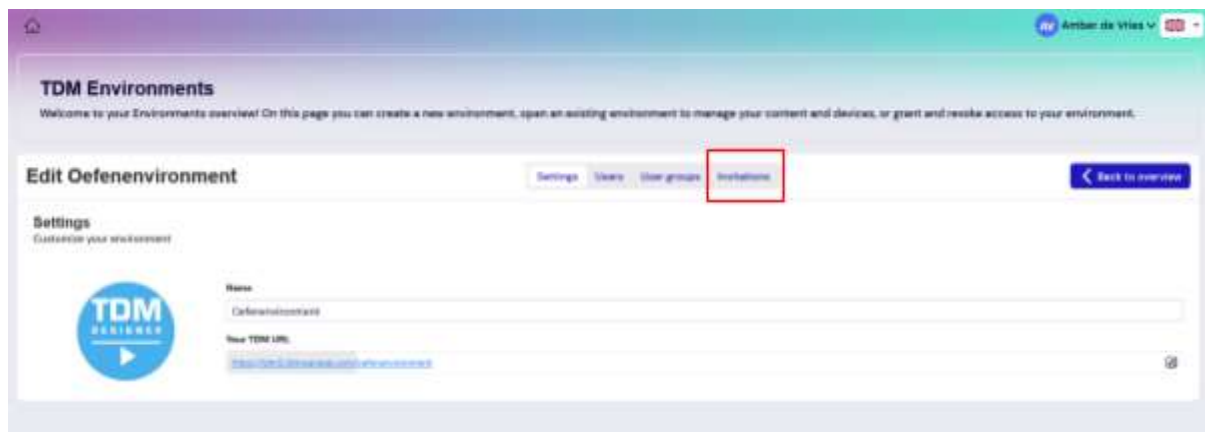 AV Amber de Vries
TDM Environments
Welcome to your Environments overview! On this page you can create a new environment, open an existing environment to manage your content and devices, or grant and revoke access to your environment.
Edit Oefenenvironment
Settings Users User groups Invitations
Back to overview
Settings
Customize your environment
TDM
DESIGNER
Name
Oefenenvironment
Your TDM URL